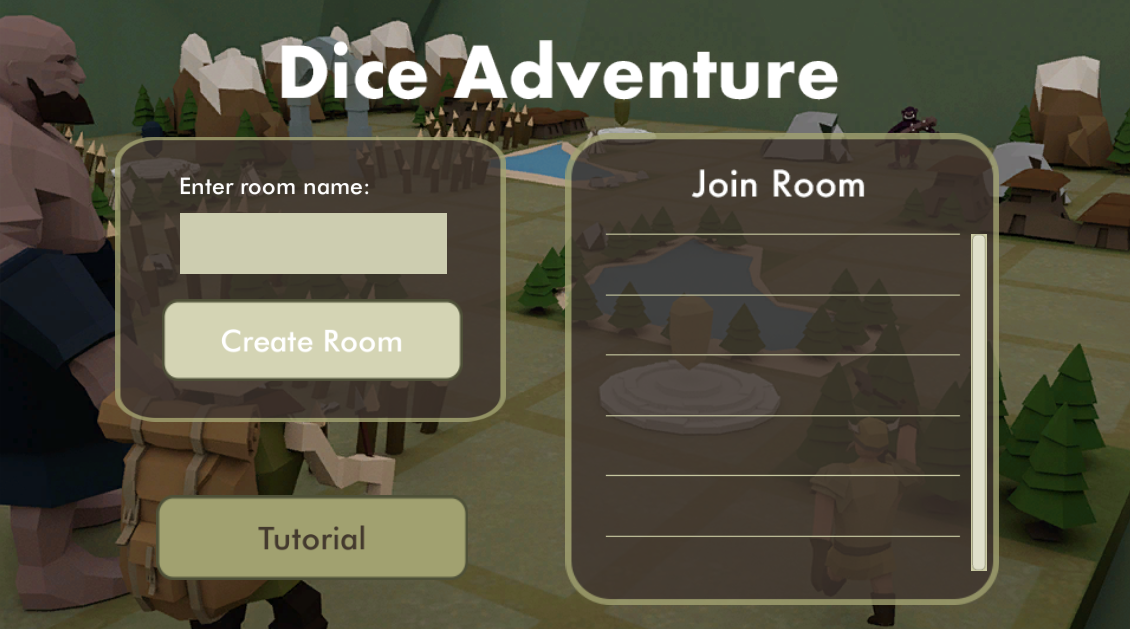 Dice Adventure
Enter room name:
Create Room
Tutorial
Join Room